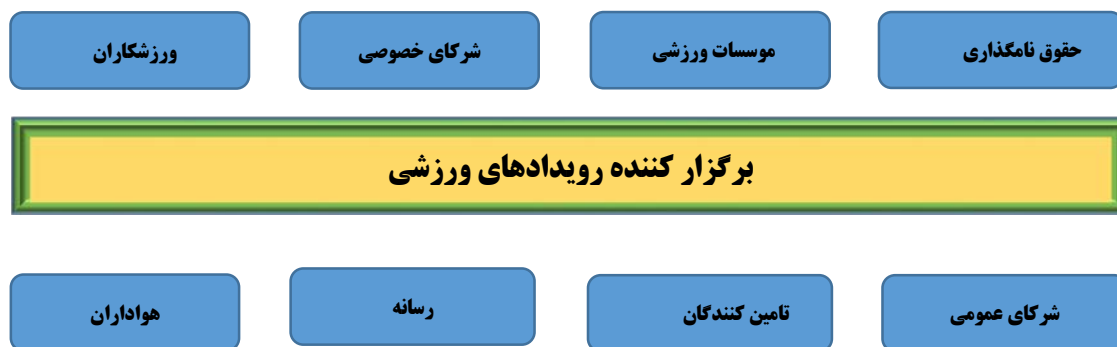 حقوق نامگذاری
موسسات ورزشی
شرکای خصوصی
ورزشکاران
برگزار کننده رویدادهای ورزشی
شرکای عمومی
تامین کنندگان
رسانه
هواداران